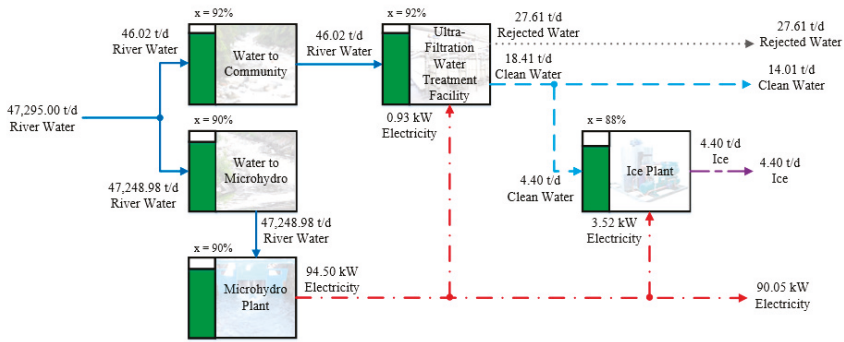 x = 92%
46.02 t/d
River Water
Water to
Community
46.02 t/d
River Water
x = 92%
Ultra-
Filtration
Water
Treatment
Facility
27.61 t/d
Rejected Water
27.61 t/d
Rejected Water
18.41 t/d
Clean Water
14.01 t/d
Clean Water
47,295.00 t/d
River Water
0.93 kW
Electricity
x = 90%
Water to
Microhydro
47,248.98 t/d
River Water
x = 88%
Ice Plant
4.40 t/d
Ice
4.40 t/d
Ice
4.40 t/d
Clean Water
47,248.98 t/d
River Water
3.52 kW
Electricity
x = 90%
Microhydro
Plant
94.50 kW
Electricity
90.05 kW
Electricity